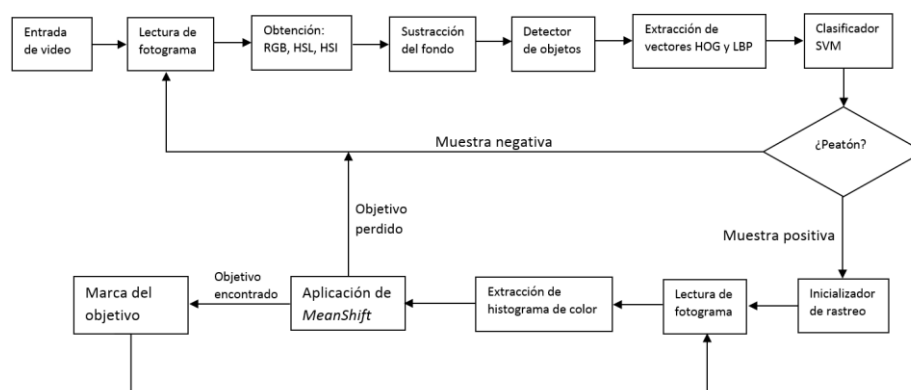 Entrada
de video
Lectura de
fotograma
Obtención:
RGB, HSL, HSI
Sustracción
del fondo
Detector
de objetos
Extracción de
vectores HOG y LBP
Clasificador
SVM
Muestra negativa
¿Peatón?
Objetivo
perdido
Muestra positiva
Marca del
objetivo
Objetivo
encontrado
Aplicación de
MeanShift
Extracción de
histograma de color
Lectura de
fotograma
Inicializador
de rastreo